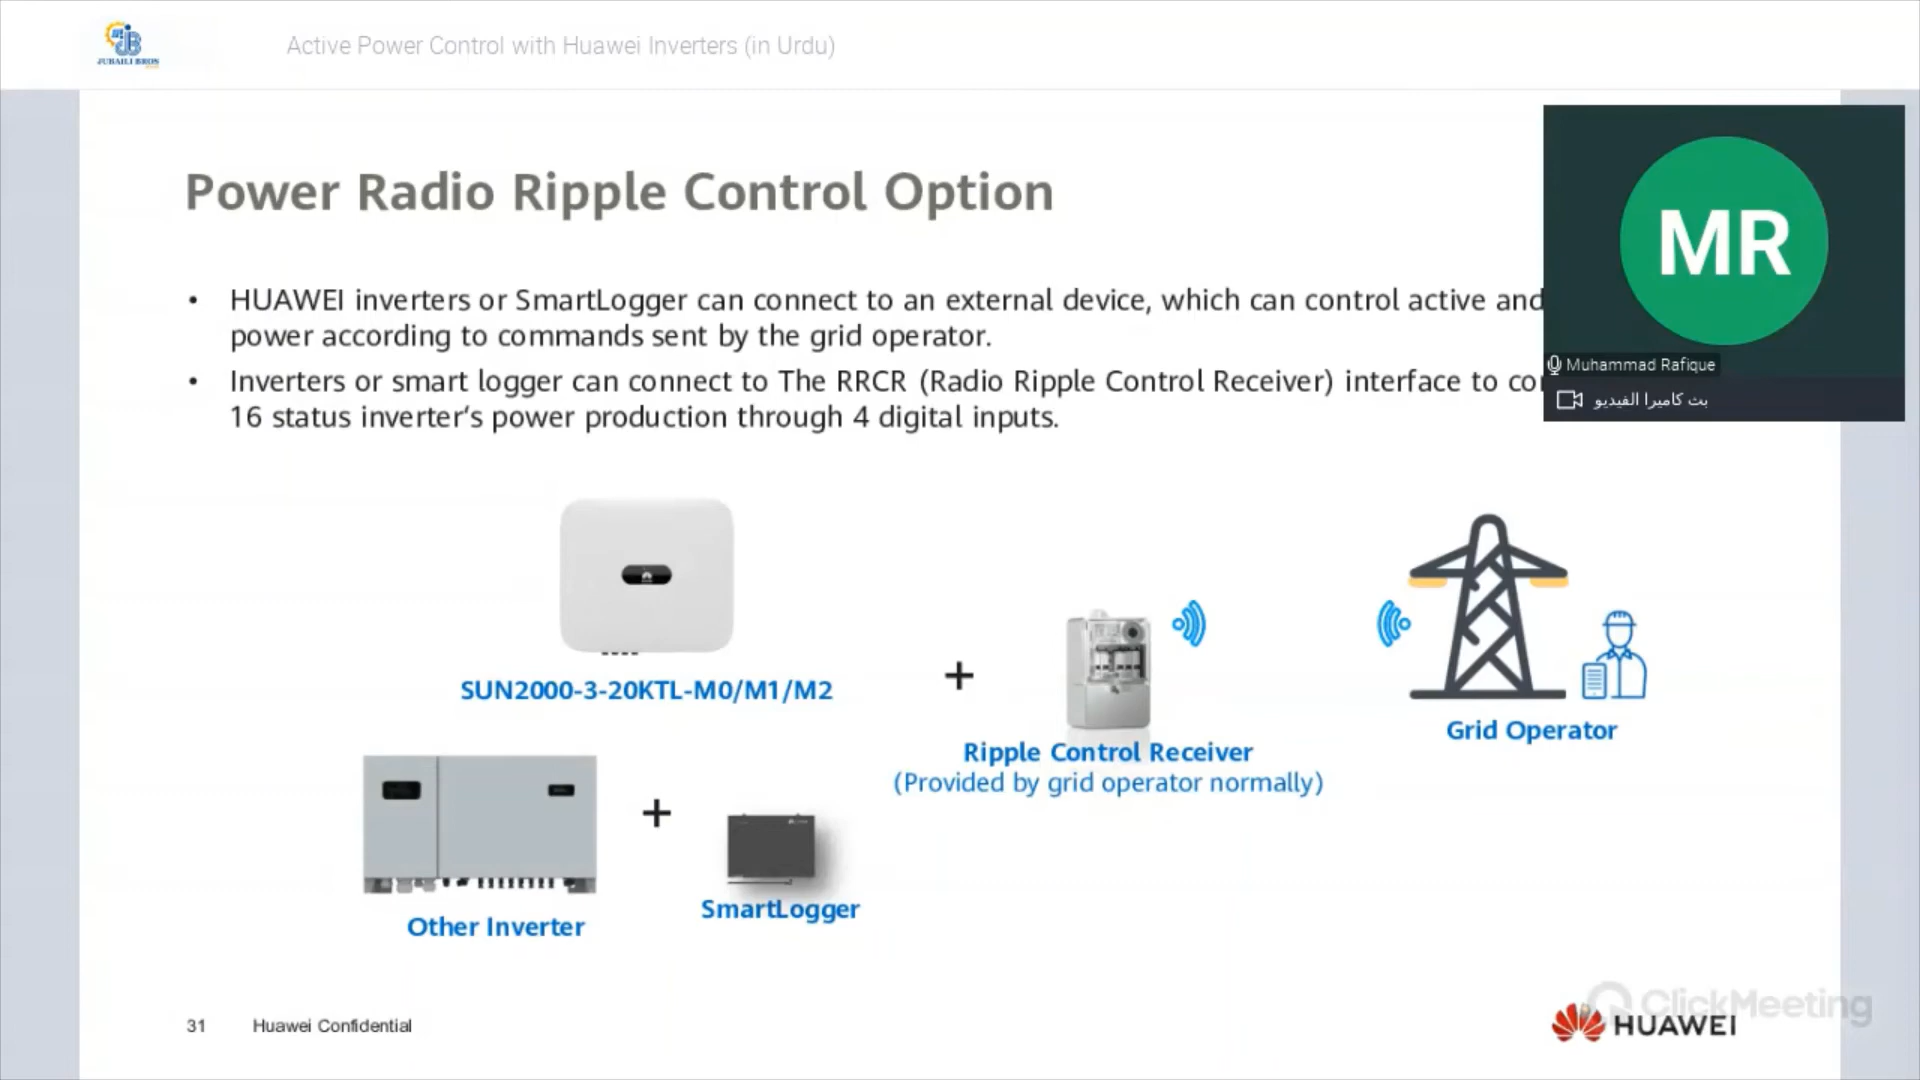 JUBAILI BROS
Active Power Control with Huawei Inverters (in Urdu)
Power Radio Ripple Control Option
• HUAWEI inverters or SmartLogger can connect to an external device, which can control active and
power according to commands sent by the grid operator.
• Inverters or smart logger can connect to The RRCR (Radio Ripple Control Receiver) interface to
16 status inverter's power production through 4 digital inputs.
MR
Muhammad Rafique
بث كاميرا الفيديو
SUN2000-3-20KTL-M0/M1/M2
+
Ripple Control Receiver
(Provided by grid operator normally)
Grid Operator
+
Other Inverter
SmartLogger
31
Huawei Confidential
ClickMeeting
HUAWEI